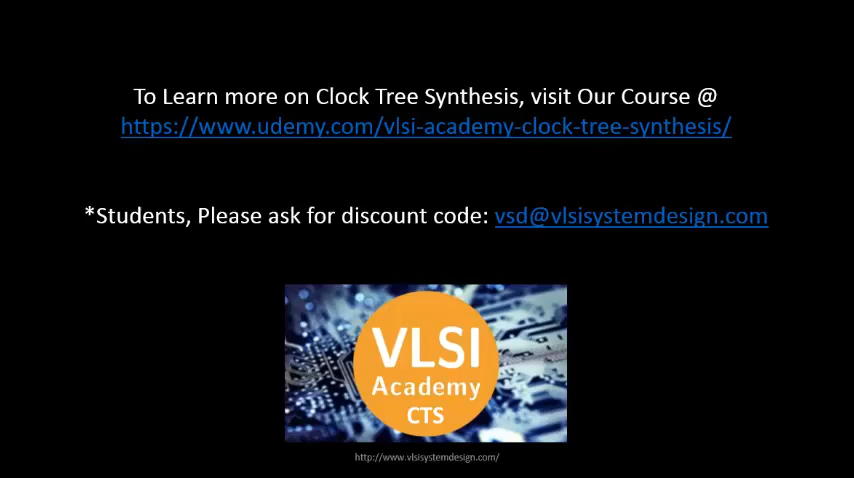 To Learn more on Clock Tree Synthesis, visit Our Course @
https://www.udemy.com/vlsi-academy-clock-tree-synthesis/
*Students, Please ask for discount code: vsd@vlsisystemdesign.com
VLSI
Academy
CTS
http://www.vlsisystemdesign.com/